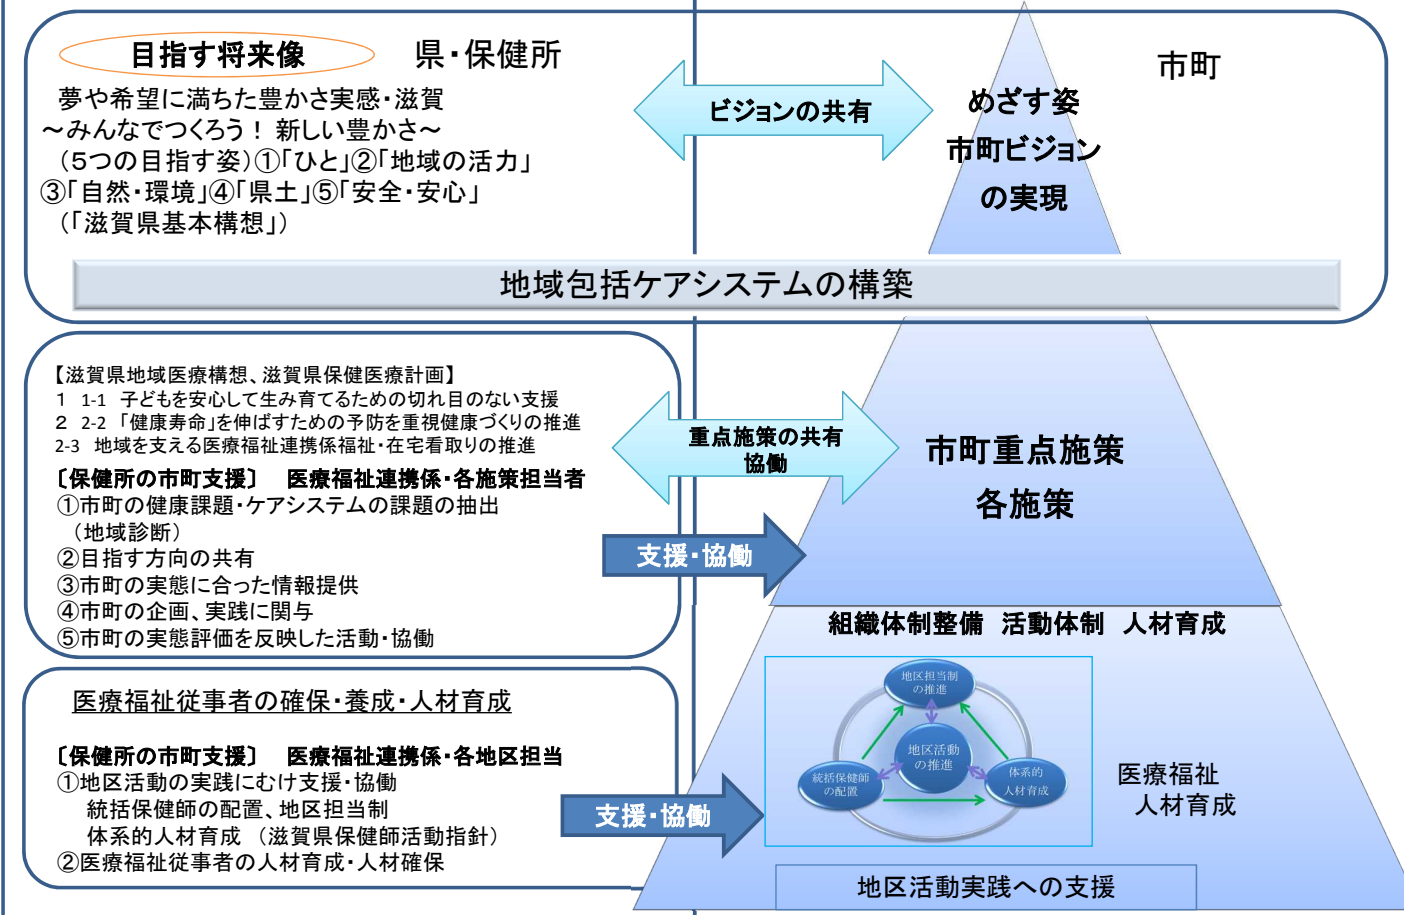 目指す将来像
県・保健所
夢や希望に満ちた豊かさ実感・滋賀
～みんなでつくろう！ 新しい豊かさ～
（５つの目指す姿）①「ひと」②「地域の活力」
③「自然・環境」④「県土」⑤「安全・安心」
（「滋賀県基本構想」）
ビジョンの共有
市町
めざす姿
市町ビジョン
の実現
地域包括ケアシステムの構築
【滋賀県地域医療構想、滋賀県保健医療計画】
1　1-1　子どもを安心して生み育てるための切れ目のない支援
２　2-2　「健康寿命」を伸ばすための予防を重視健康づくりの推進
2-3　地域を支える医療福祉連携係福祉・在宅看取りの推進
〔保健所の市町支援〕　医療福祉連携係・各施策担当者
①市町の健康課題・ケアシステムの課題の抽出
（地域診断）
②目指す方向の共有
③市町の実態に合った情報提供
④市町の企画、実践に関与
⑤市町の実態評価を反映した活動・協働
重点施策の共有
協働
支援・協働
市町重点施策
各施策
医療福祉従事者の確保・養成・人材育成
〔保健所の市町支援〕　医療福祉連携係・各地区担当
①地区活動の実践にむけ支援・協働
統括保健師の配置、地区担当制
体系的人材育成　（滋賀県保健師活動指針）
②医療福祉従事者の人材育成・人材確保
支援・協働
組織体制整備　活動体制　人材育成
地区担当制
の推進
地区活動
の推進
統括保健師
の配置
体系的
人材育成
医療福祉
人材育成
地区活動実践への支援